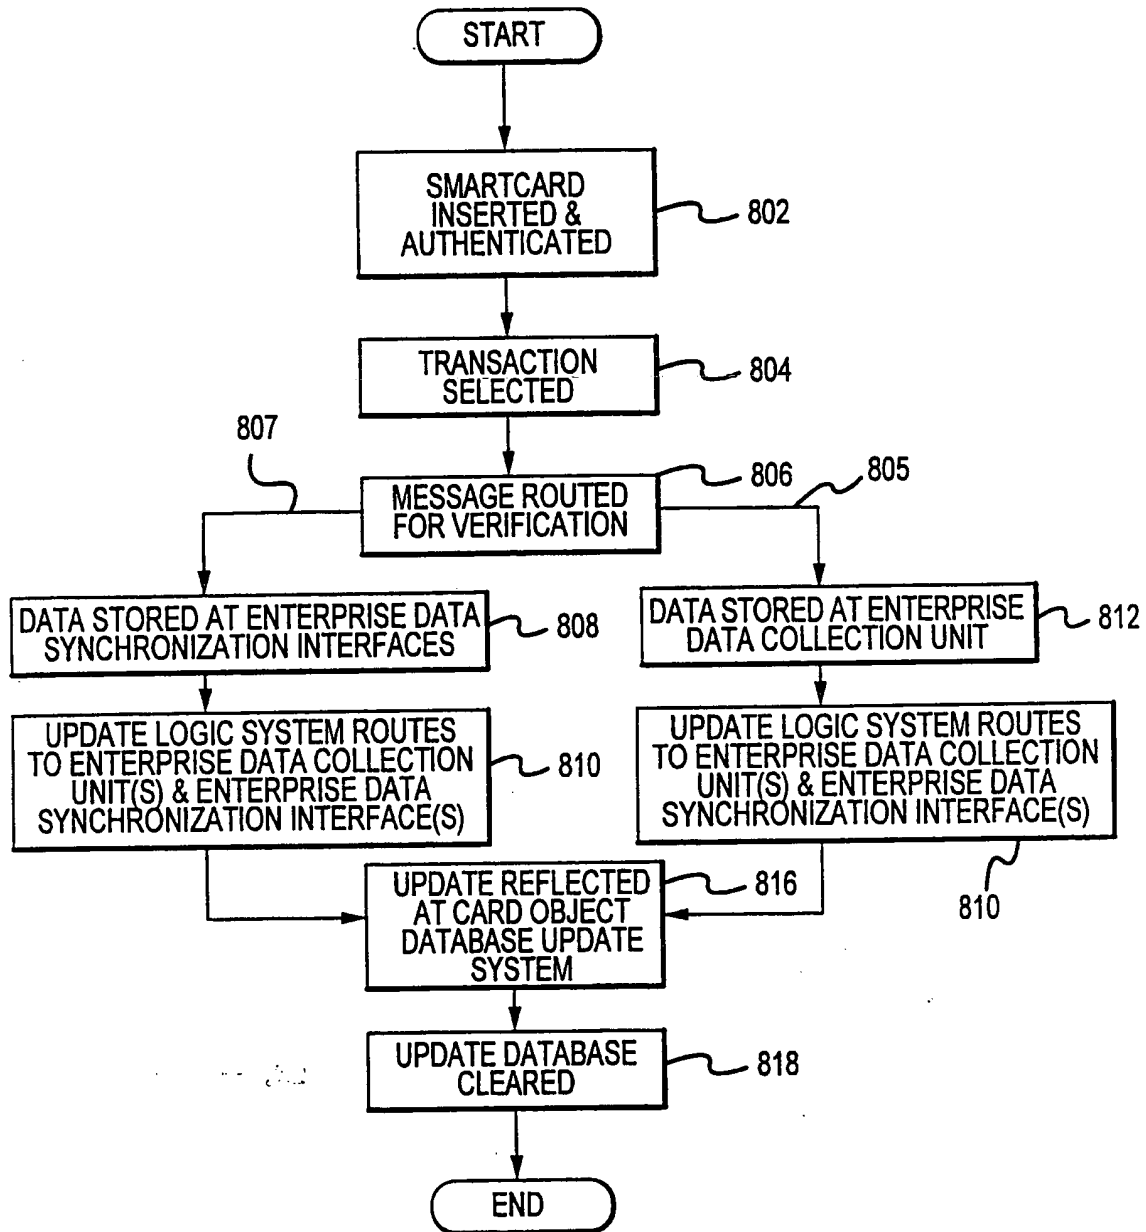 START
SMARTCARD
INSERTED &
AUTHENTICATED
802
TRANSACTION
SELECTED
804
807
806
805
MESSAGE ROUTED
FOR VERIFICATION
DATA STORED AT ENTERPRISE DATA
SYNCHRONIZATION INTERFACES
808
DATA STORED AT ENTERPRISE
DATA COLLECTION UNIT
812
UPDATE LOGIC SYSTEM ROUTES
TO ENTERPRISE DATA COLLECTION
UNIT(S) & ENTERPRISE DATA
SYNCHRONIZATION INTERFACE(S)
810
UPDATE LOGIC SYSTEM ROUTES
TO ENTERPRISE DATA COLLECTION
UNIT(S) & ENTERPRISE DATA
SYNCHRONIZATION INTERFACE(S)
810
UPDATE REFLECTED
AT CARD OBJECT
DATABASE UPDATE
SYSTEM
816
UPDATE DATABASE
CLEARED
818
END